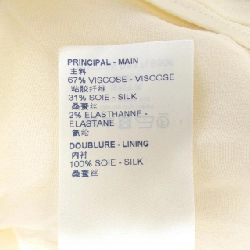 PRINCIPAL - MAIN
主料
67% VISCOSE - VISCOSE
粘胶纤维
31% SOIE - SILK
桑蚕丝
2% ELASTHANNE -
ELASTANE
氨纶
DOUBLURE - LINING
内衬
100% SOIE - SILK
桑蚕丝